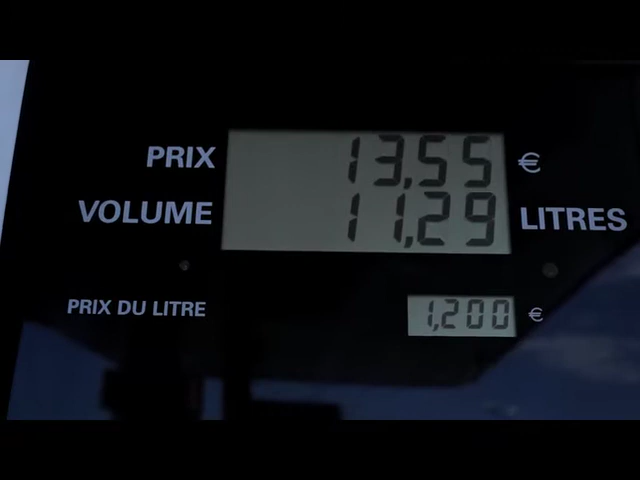 PRIX 13,55 €
VOLUME 11,29 LITRES
PRIX DU LITRE 1,200 €